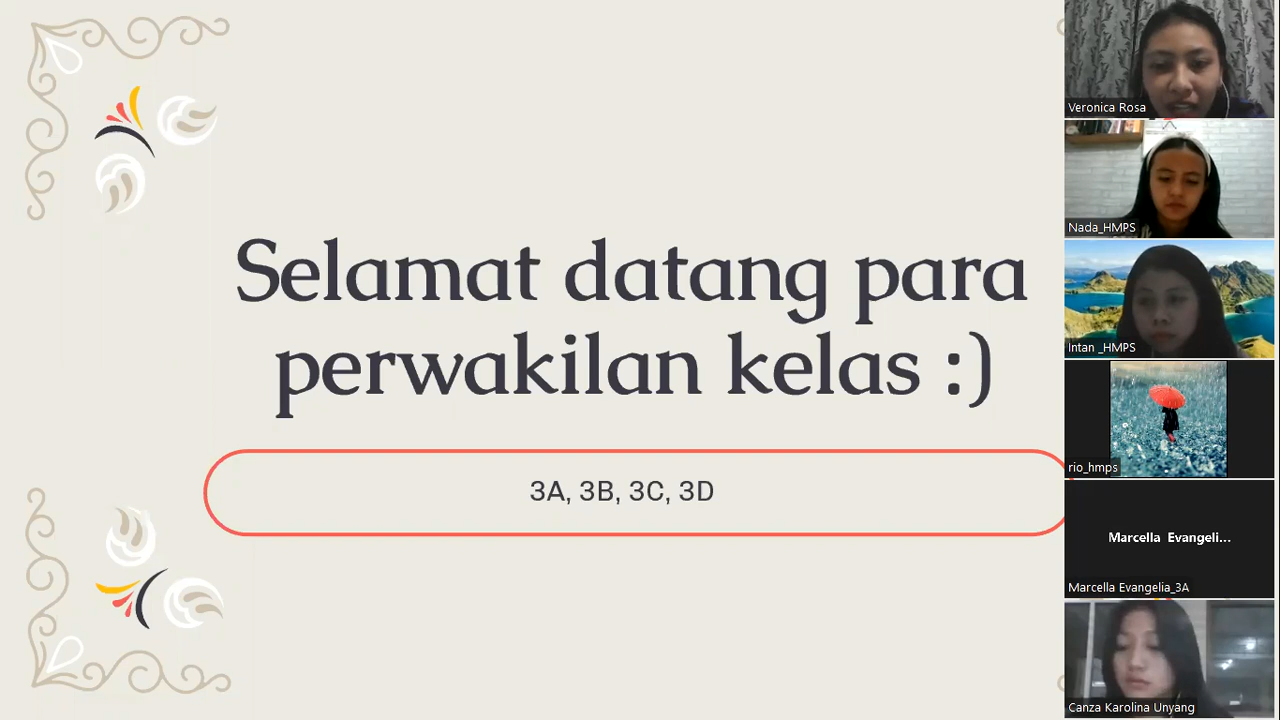 Selamat datang para
perwakilan kelas :)
3A, 3B, 3C, 3D
Veronica Rosa
Nada_HMPS
Intan _HMPS
rio_hmps
Marcella Evangeli...
Marcella Evangelia_3A
Canza Karolina Unyang